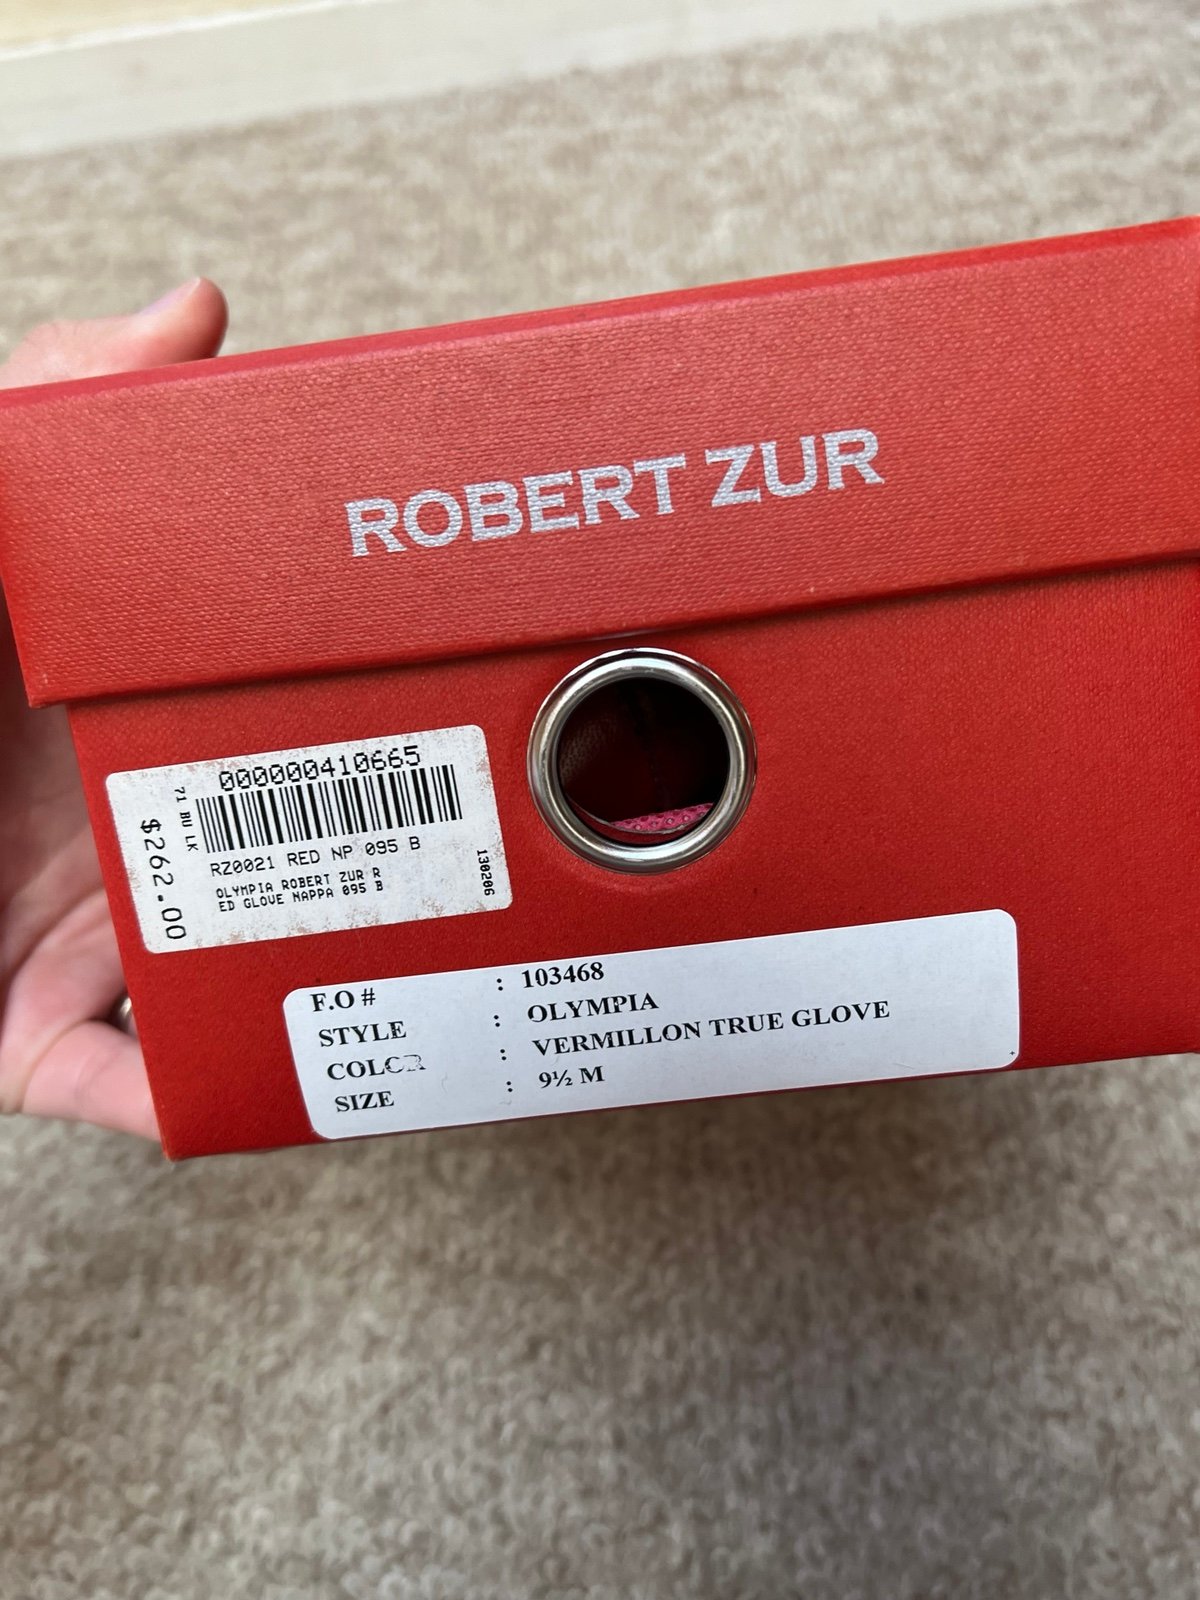 ROBERT ZUR
000000410665
71 BU LK
$262.00
RZ0021 RED NP 095 B
OLYMPIA ROBERT ZUR R
ED GLOVE NAPPA 095 B
130206
F.O # : 103468
STYLE : OLYMPIA
COLOR : VERMILLON TRUE GLOVE
SIZE : 9½ M